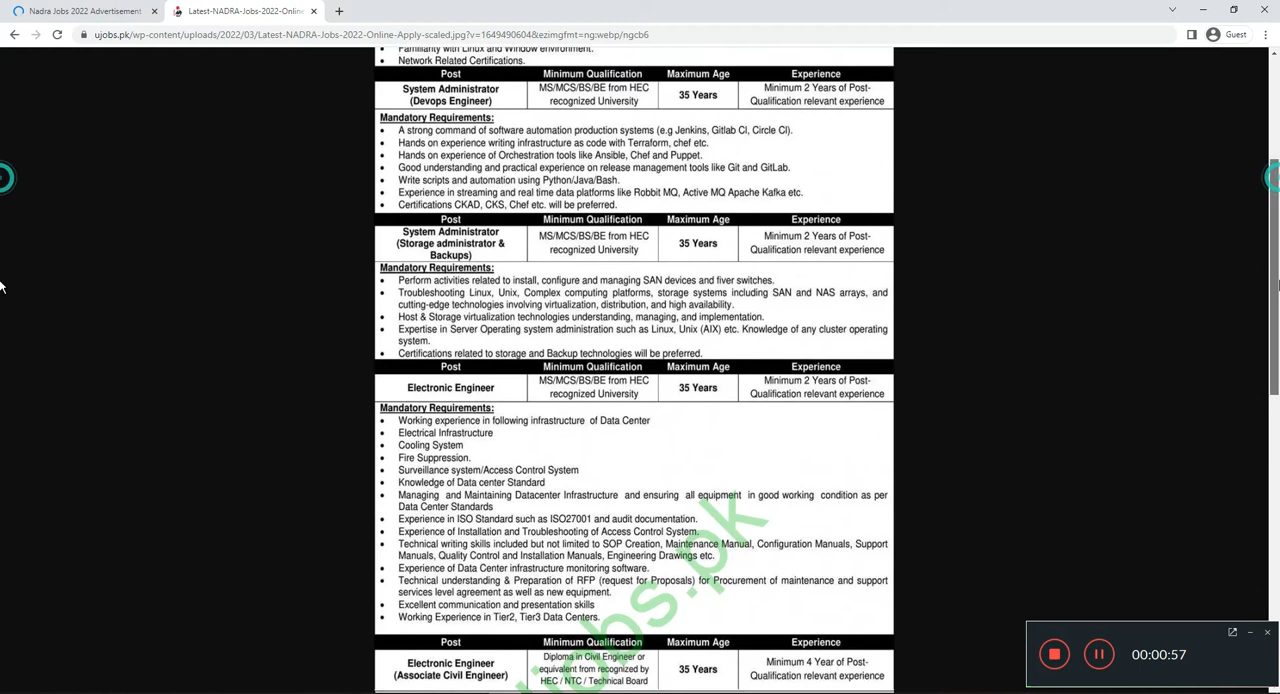 Nadra Jobs 2022 Advertisement
Latest-NADRA-Jobs-2022-Online-
ujobs.pk/wp-content/uploads/2022/03/Latest-NADRA-Jobs-2022-Online-Apply-scaled.jpg?v=1649490604&ezimgfmt=ng:webp/ngcb6
Guest
Familiarity with Linux and Window environment.
Network Related Certifications.
Post Minimum Qualification Maximum Age Experience
System Administrator
(Devops Engineer)
MS/MCS/BS/BE from HEC
recognized University
35 Years
Minimum 2 Years of Post-
Qualification relevant experience
Mandatory Requirements:
A strong command of software automation production systems (e.g Jenkins, Gitlab CI, Circle CI).
Hands on experience writing infrastructure as code with Terraform, chef etc.
Hands on experience of Orchestration tools like Ansible, Chef and Puppet.
Good understanding and practical experience on release management tools like Git and GitLab.
Write scripts and automation using Python/Java/Bash.
Experience in streaming and real time data platforms like Robbit MQ, Active MQ Apache Kafka etc.
Certifications CKAD, CKS, Chef etc. will be preferred.
Post Minimum Qualification Maximum Age Experience
System Administrator
(Storage administrator &
Backups)
MS/MCS/BS/BE from HEC
recognized University
35 Years
Minimum 2 Years of Post-
Qualification relevant experience
Mandatory Requirements:
Perform activities related to install, configure and managing SAN devices and fiver switches.
Troubleshooting Linux, Unix, Complex computing platforms, storage systems including SAN and NAS arrays, and
cutting-edge technologies involving virtualization, distribution, and high availability.
Host & Storage virtualization technologies understanding, managing, and implementation.
Expertise in Server Operating system administration such as Linux, Unix (AIX) etc. Knowledge of any cluster operating
system.
Certifications related to storage and Backup technologies will be preferred.
Post Minimum Qualification Maximum Age Experience
Electronic Engineer
MS/MCS/BS/BE from HEC
recognized University
35 Years
Minimum 2 Years of Post-
Qualification relevant experience
Mandatory Requirements:
Working experience in following infrastructure of Data Center
Electrical Infrastructure
Cooling System
Fire Suppression.
Surveillance system/Access Control System
Knowledge of Data center Standard
Managing and Maintaining Datacenter Infrastructure and ensuring all equipment in good working condition as per
Data Center Standards
Experience in ISO Standard such as ISO27001 and audit documentation.
Experience of Installation and Troubleshooting of Access Control System.
Technical writing skills included but not limited to SOP Creation, Maintenance Manual, Configuration Manuals, Support
Manuals, Quality Control and Installation Manuals, Engineering Drawings etc.
Experience of Data Center infrastructure monitoring software.
Technical understanding & Preparation of RFP (request for Proposals) for Procurement of maintenance and support
services level agreement as well as new equipment.
Excellent communication and presentation skills
Working Experience in Tier2, Tier3 Data Centers.
ujobs.pk
Post Minimum Qualification Maximum Age Experience
Electronic Engineer
(Associate Civil Engineer)
Diploma in Civil Engineer or
equivalent from recognized by
HEC / NTC / Technical Board
35 Years
Minimum 4 Year of Post-
Qualification relevant experience
00:00:57